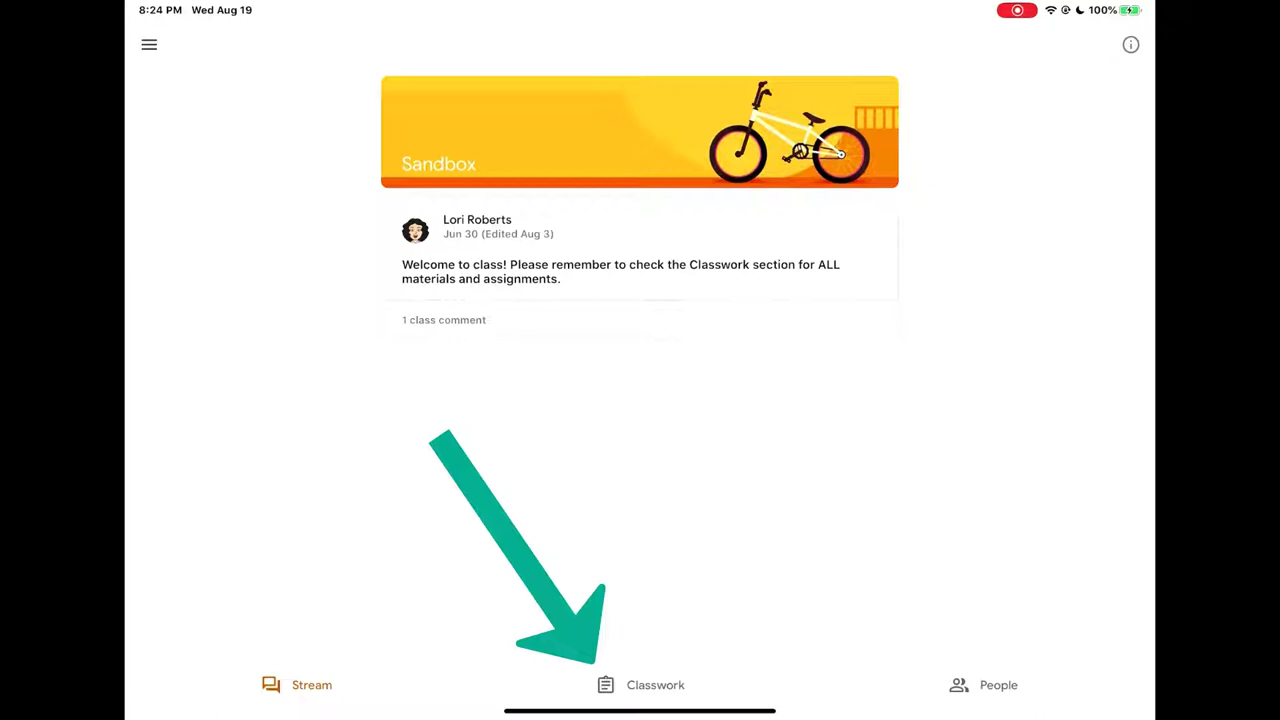 8:24 PM Wed Aug 19
100%
Sandbox
Lori Roberts
Jun 30 (Edited Aug 3)
Welcome to class! Please remember to check the Classwork section for ALL
materials and assignments.
1 class comment
Stream
Classwork
People